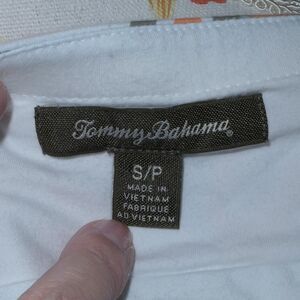 Tommy Bahama®
S/P
MADE IN
VIETNAM
FABRIQUÉ
AU VIETNAM